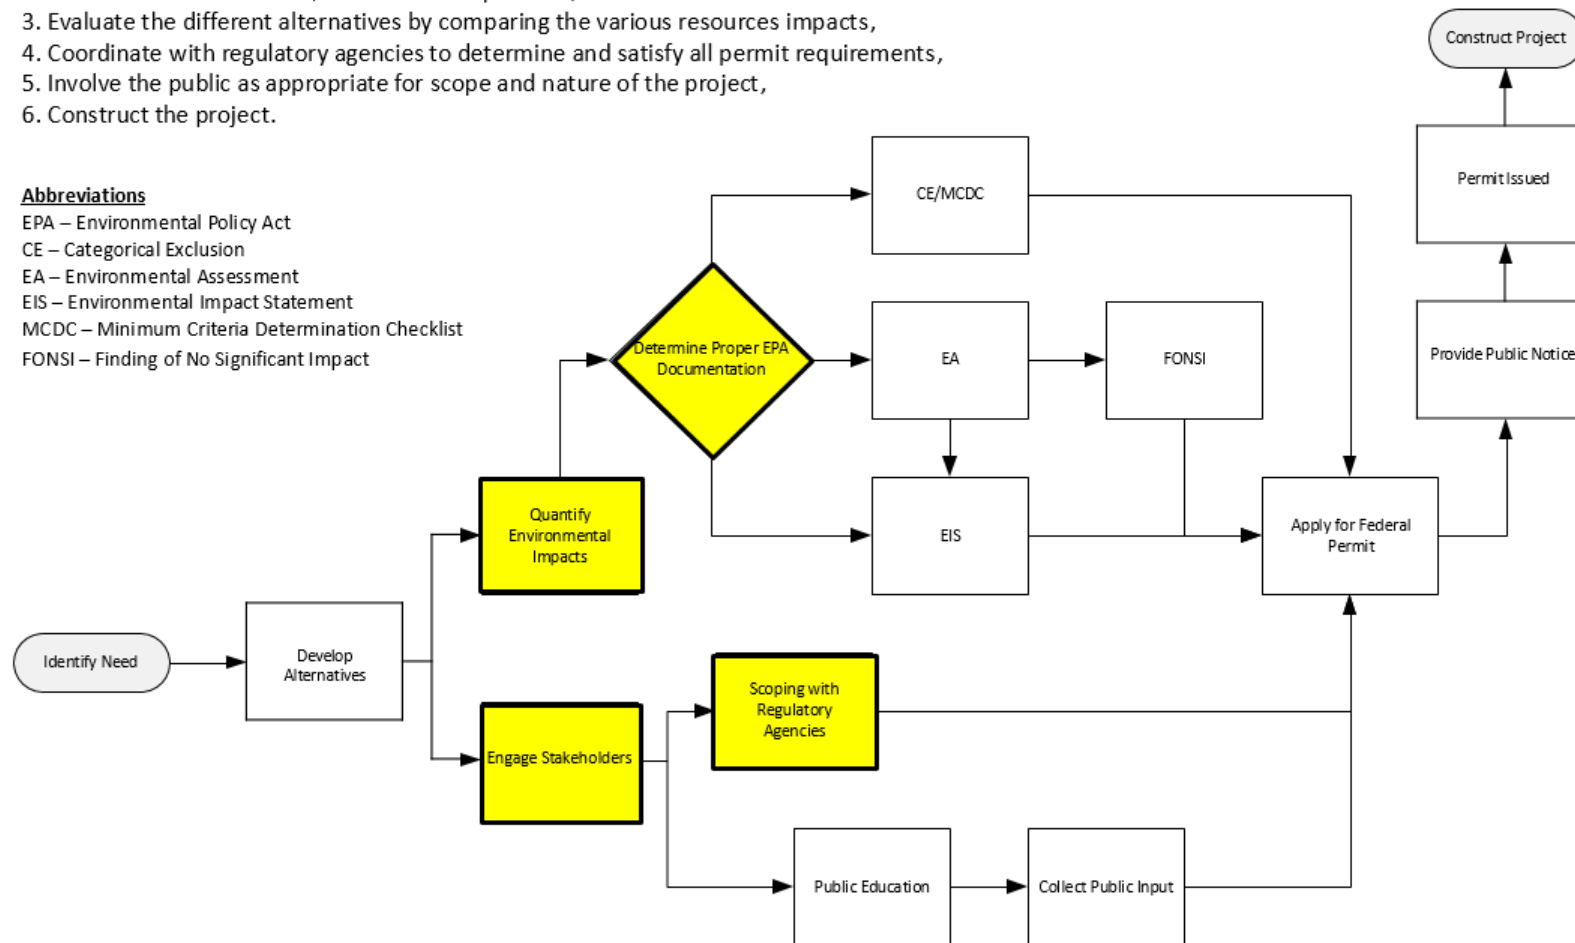 3. Evaluate the different alternatives by comparing the various resources impacts,
4. Coordinate with regulatory agencies to determine and satisfy all permit requirements,
5. Involve the public as appropriate for scope and nature of the project,
6. Construct the project.
Construct Project
Permit Issued
Abbreviations
EPA – Environmental Policy Act
CE – Categorical Exclusion
EA – Environmental Assessment
EIS – Environmental Impact Statement
MCDC – Minimum Criteria Determination Checklist
FONSI – Finding of No Significant Impact
CE/MCDC
Determine Proper EPA
Documentation
EA
FONSI
Provide Public Notice
Quantify
Environmental
Impacts
EIS
Apply for Federal
Permit
Identify Need
Develop
Alternatives
Scoping with
Regulatory
Agencies
Engage Stakeholders
Public Education
Collect Public Input